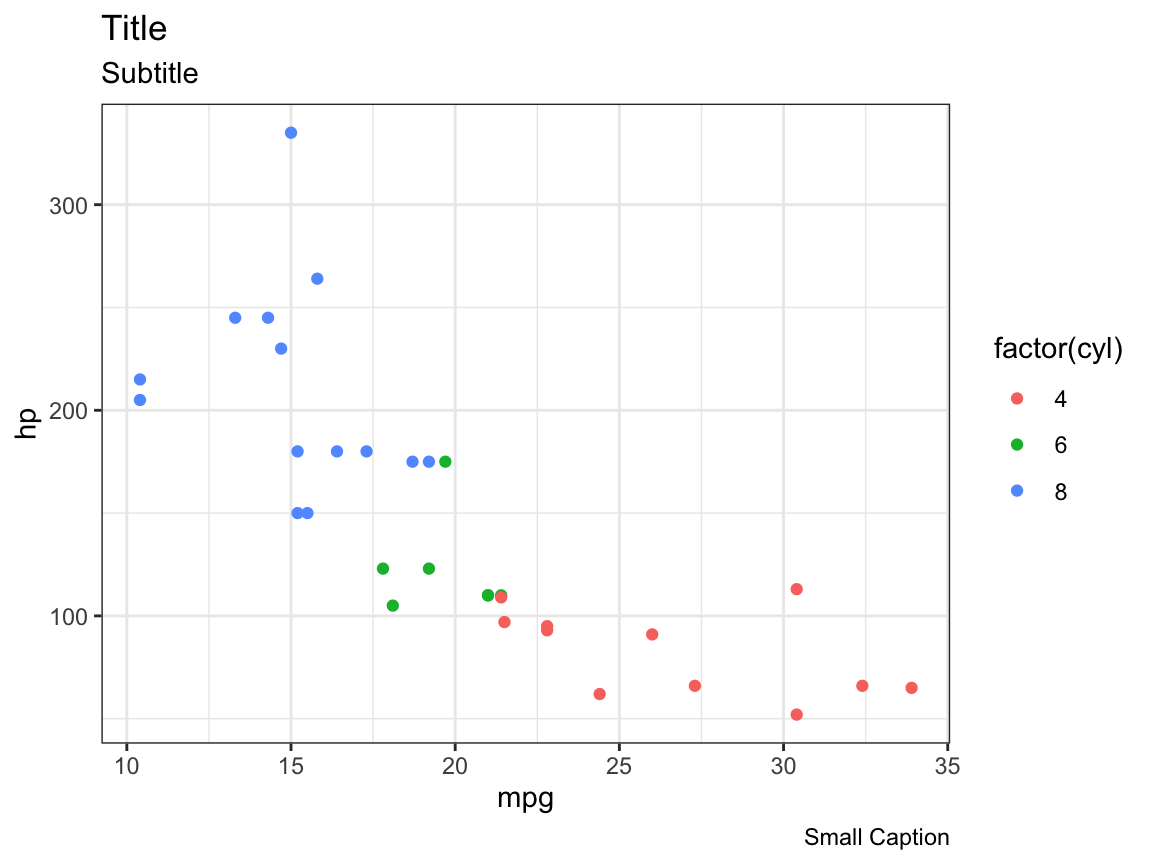 Title
Subtitle
300
200
100
hp
10 15 20 25 30 35
mpg
factor(cyl)
4
6
8
Small Caption